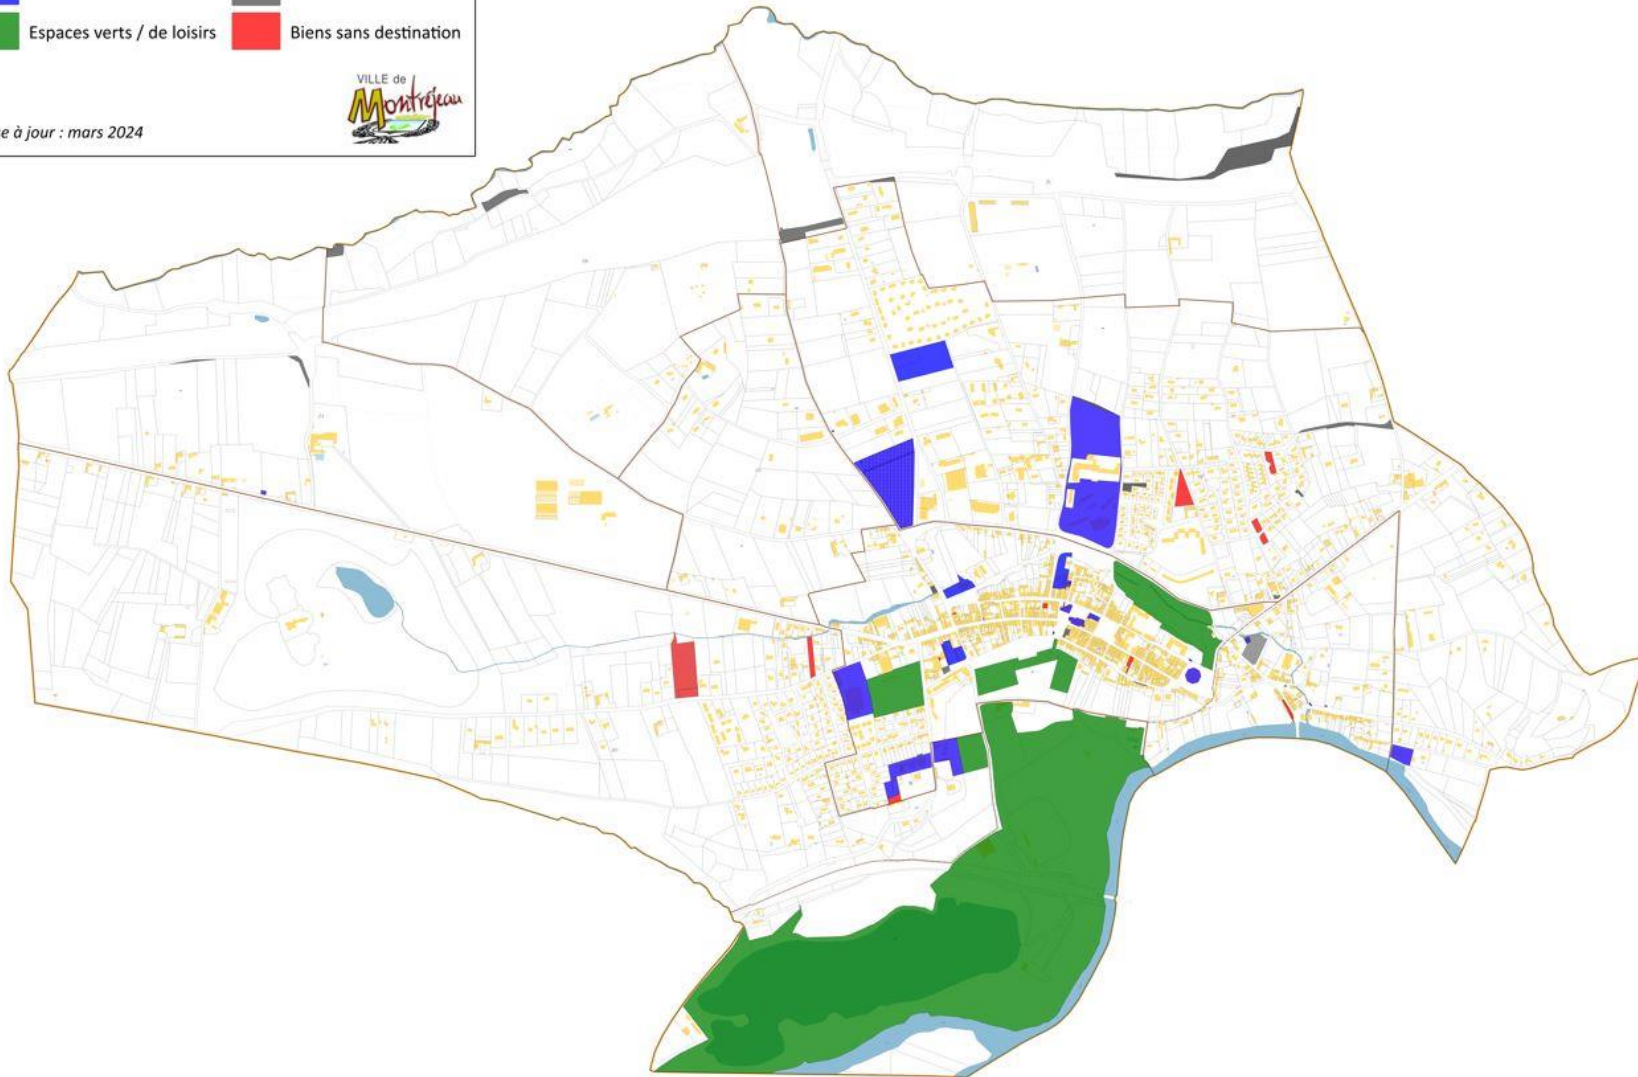 Espaces verts / de loisirs
Biens sans destination
VILLE de
Montréjeau
e à jour : mars 2024